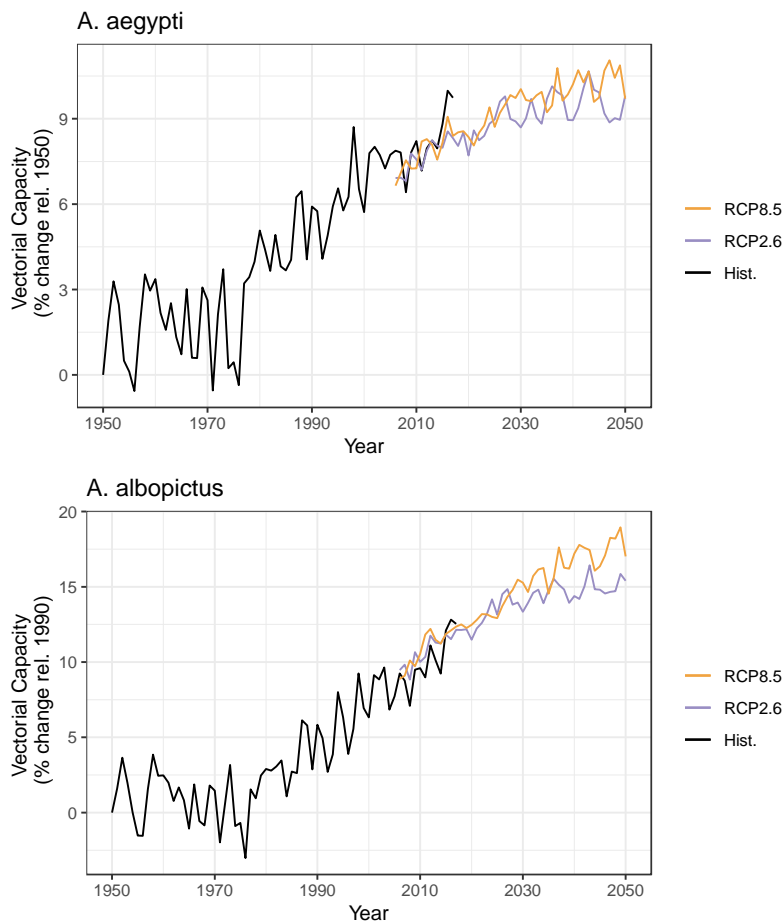 A. aegypti
Vectorial Capacity
(% change rel. 1950)
9
6
3
0
1950 1970 1990 2010 2030 2050
Year
RCP8.5
RCP2.6
Hist.
A. albopictus
Vectorial Capacity
(% change rel. 1990)
20
15
10
5
0
1950 1970 1990 2010 2030 2050
Year
RCP8.5
RCP2.6
Hist.